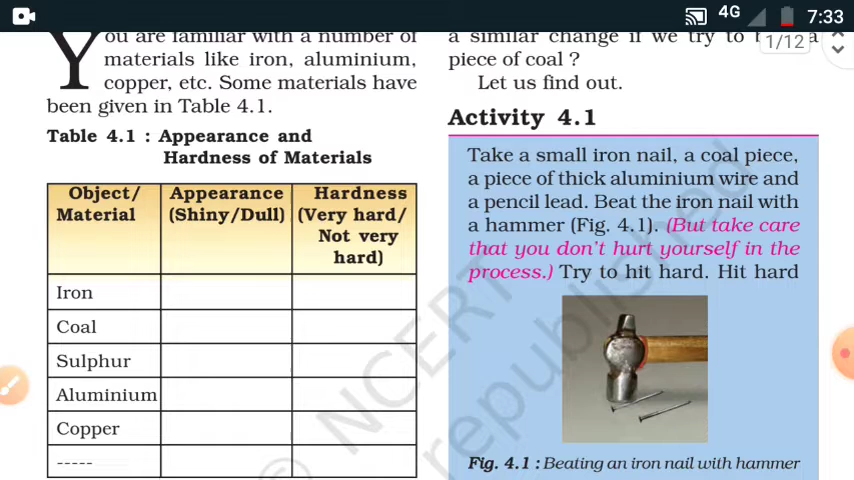 4G 7:33
1/12
You are familiar with a number of
materials like iron, aluminium,
copper, etc. Some materials have
been given in Table 4.1.
Table 4.1 : Appearance and
Hardness of Materials
Object/ Material
Appearance (Shiny/Dull)
Hardness (Very hard/ Not very hard)
Iron
Coal
Sulphur
Aluminium
Copper
-----
a similar change if we try to a
piece of coal ?
Let us find out.
Activity 4.1
Take a small iron nail, a coal piece,
a piece of thick aluminium wire and
a pencil lead. Beat the iron nail with
a hammer (Fig. 4.1). (But take care
that you don't hurt yourself in the
process.) Try to hit hard. Hit hard
Fig. 4.1 : Beating an iron nail with hammer
© NCERT
republished